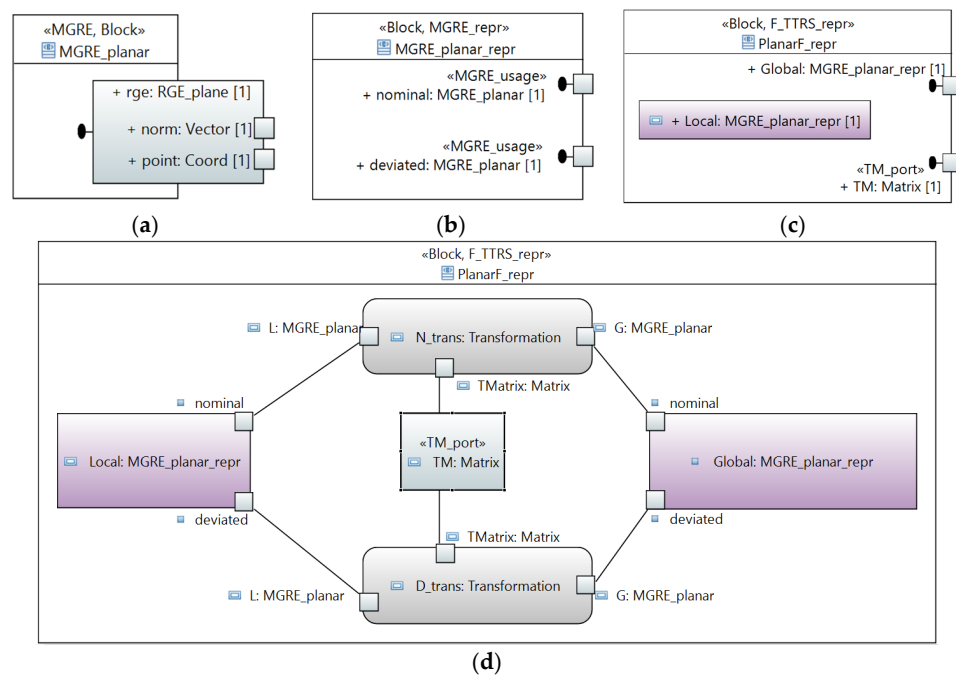 «MGRE, Block»
MGRE_planar
+ rge: RGE_plane [1]
+ norm: Vector [1]
+ point: Coord [1]
(a)
«Block, MGRE_repr»
MGRE_planar_repr
«MGRE_usage»
+ nominal: MGRE_planar [1]
«MGRE_usage»
+ deviated: MGRE_planar [1]
(b)
«Block, F_TTRS_repr»
PlanarF_repr
+ Global: MGRE_planar_repr [1]
+ Local: MGRE_planar_repr [1]
«TM_port»
+ TM: Matrix [1]
(c)
«Block, F_TTRS_repr»
PlanarF_repr
L: MGRE_planar
N_trans: Transformation
G: MGRE_planar
TMatrix: Matrix
nominal
nominal
«TM_port»
TM: Matrix
Local: MGRE_planar_repr
Global: MGRE_planar_repr
deviated
deviated
TMatrix: Matrix
L: MGRE_planar
D_trans: Transformation
G: MGRE_planar
(d)